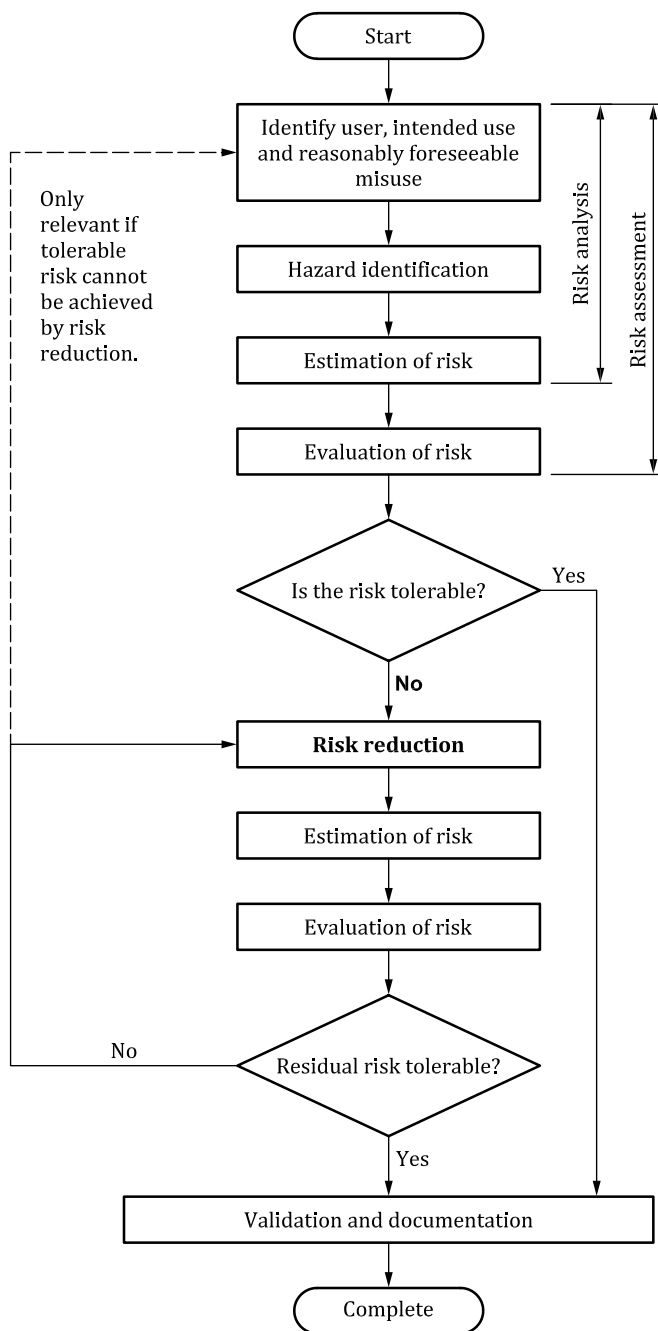 Start
Identify user, intended use
and reasonably foreseeable
misuse
Only
relevant if
tolerable
risk cannot
be achieved
by risk
reduction.
Hazard identification
Risk analysis
Risk assessment
Estimation of risk
Evaluation of risk
Is the risk tolerable?
Yes
No
Risk reduction
Estimation of risk
Evaluation of risk
No
Residual risk tolerable?
Yes
Validation and documentation
Complete